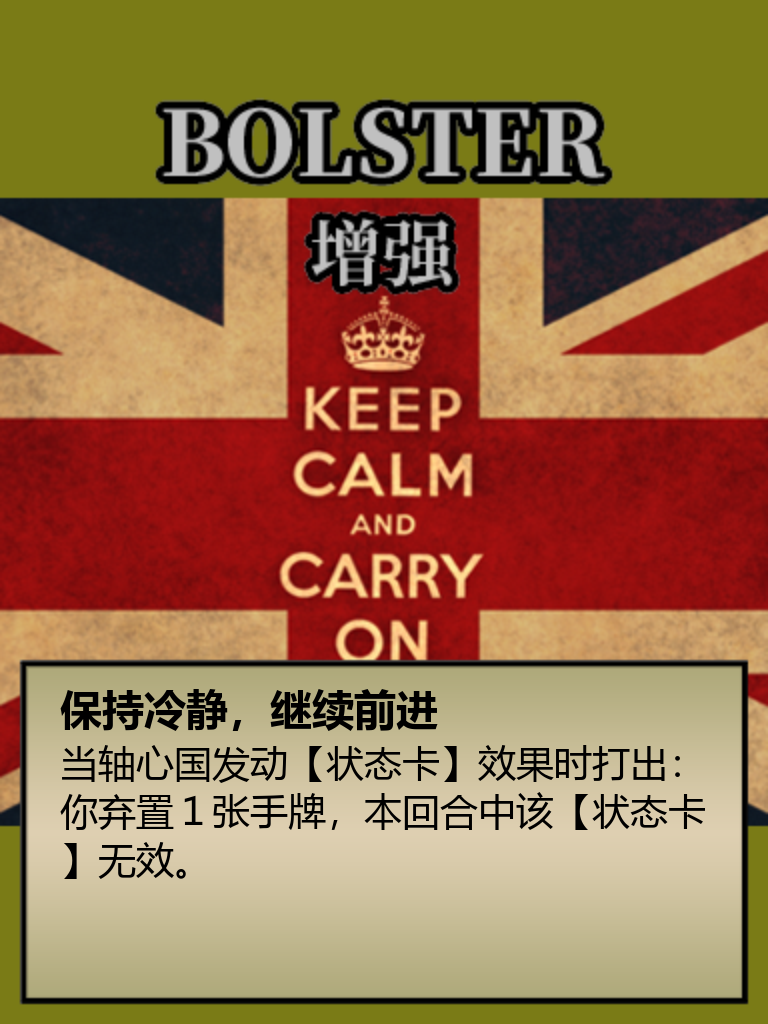 BOLSTER
增强
KEEP
CALM
AND
CARRY
ON
保持冷静，继续前进
当轴心国发动【状态卡】效果时打出：
你弃置１张手牌，本回合中该【状态卡
】无效。